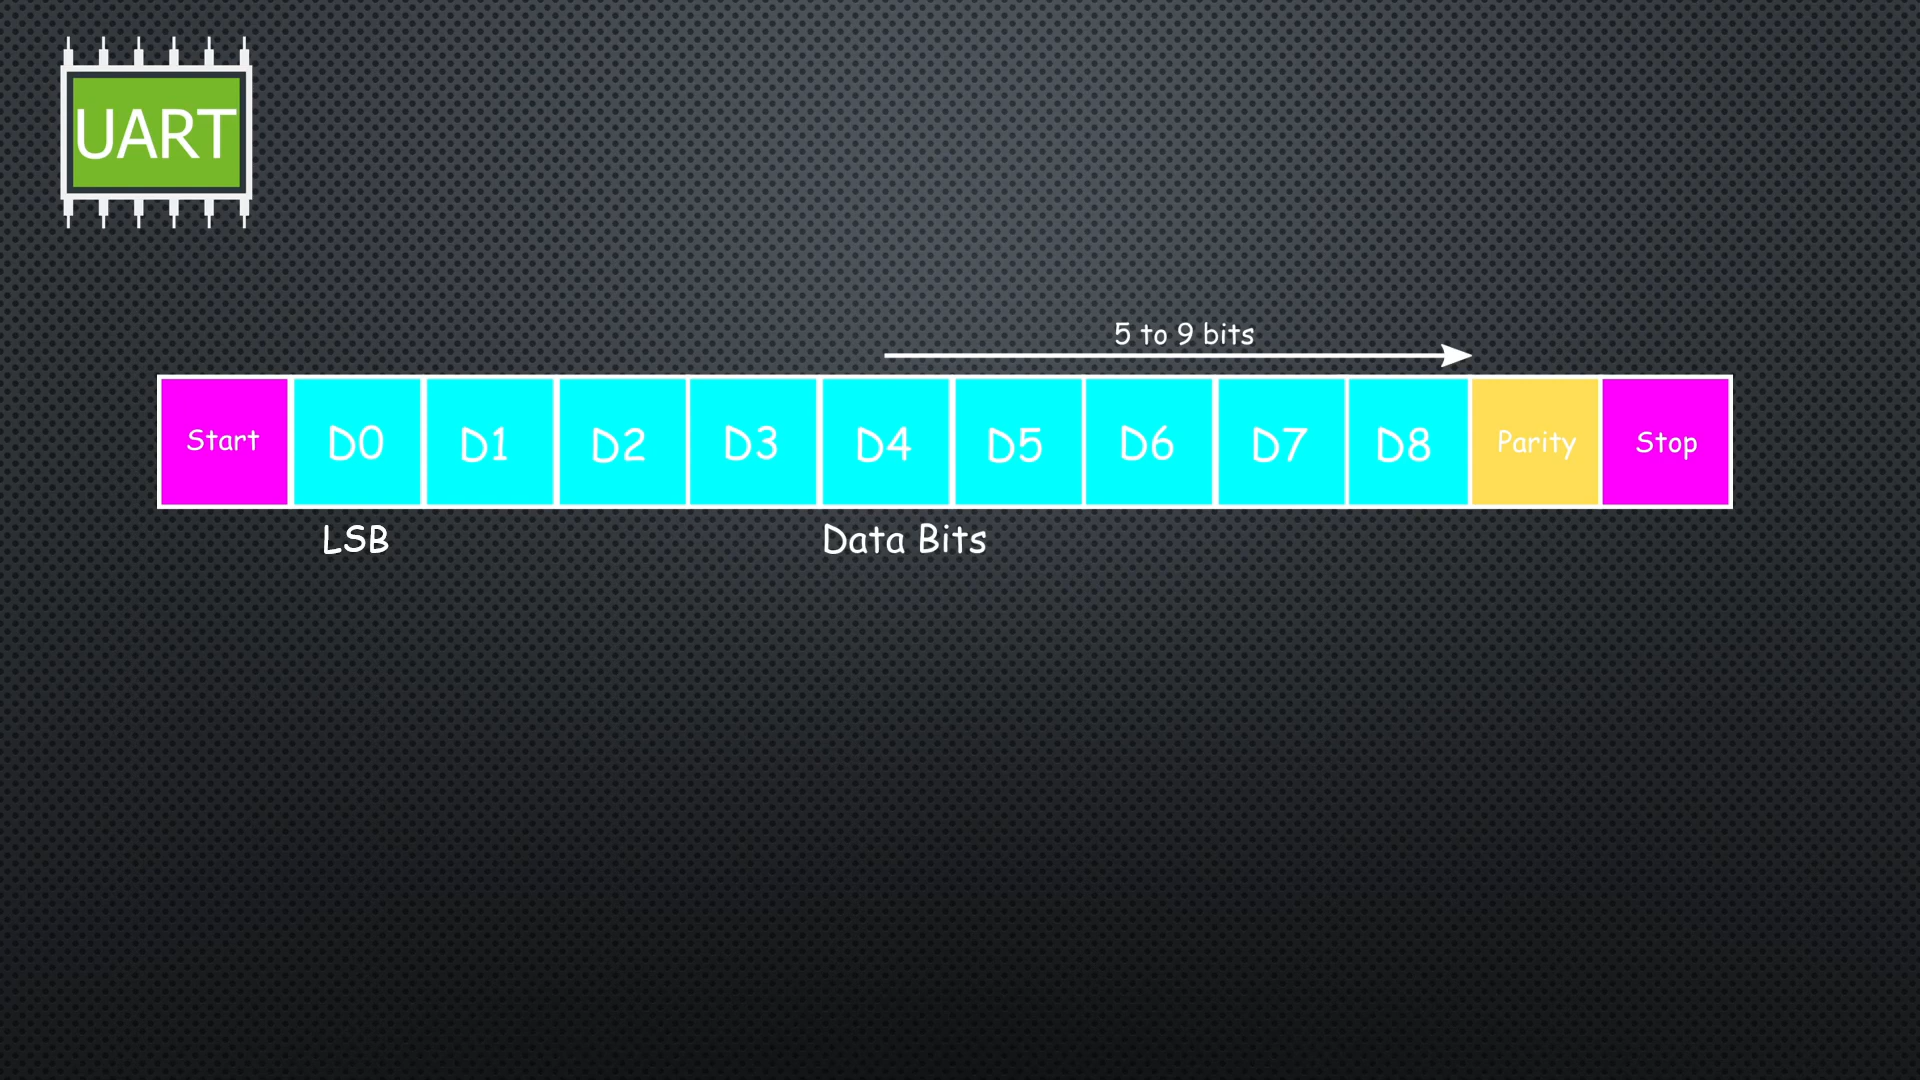 UART
5 to 9 bits
Start D0 D1 D2 D3 D4 D5 D6 D7 D8 Parity Stop
LSB Data Bits